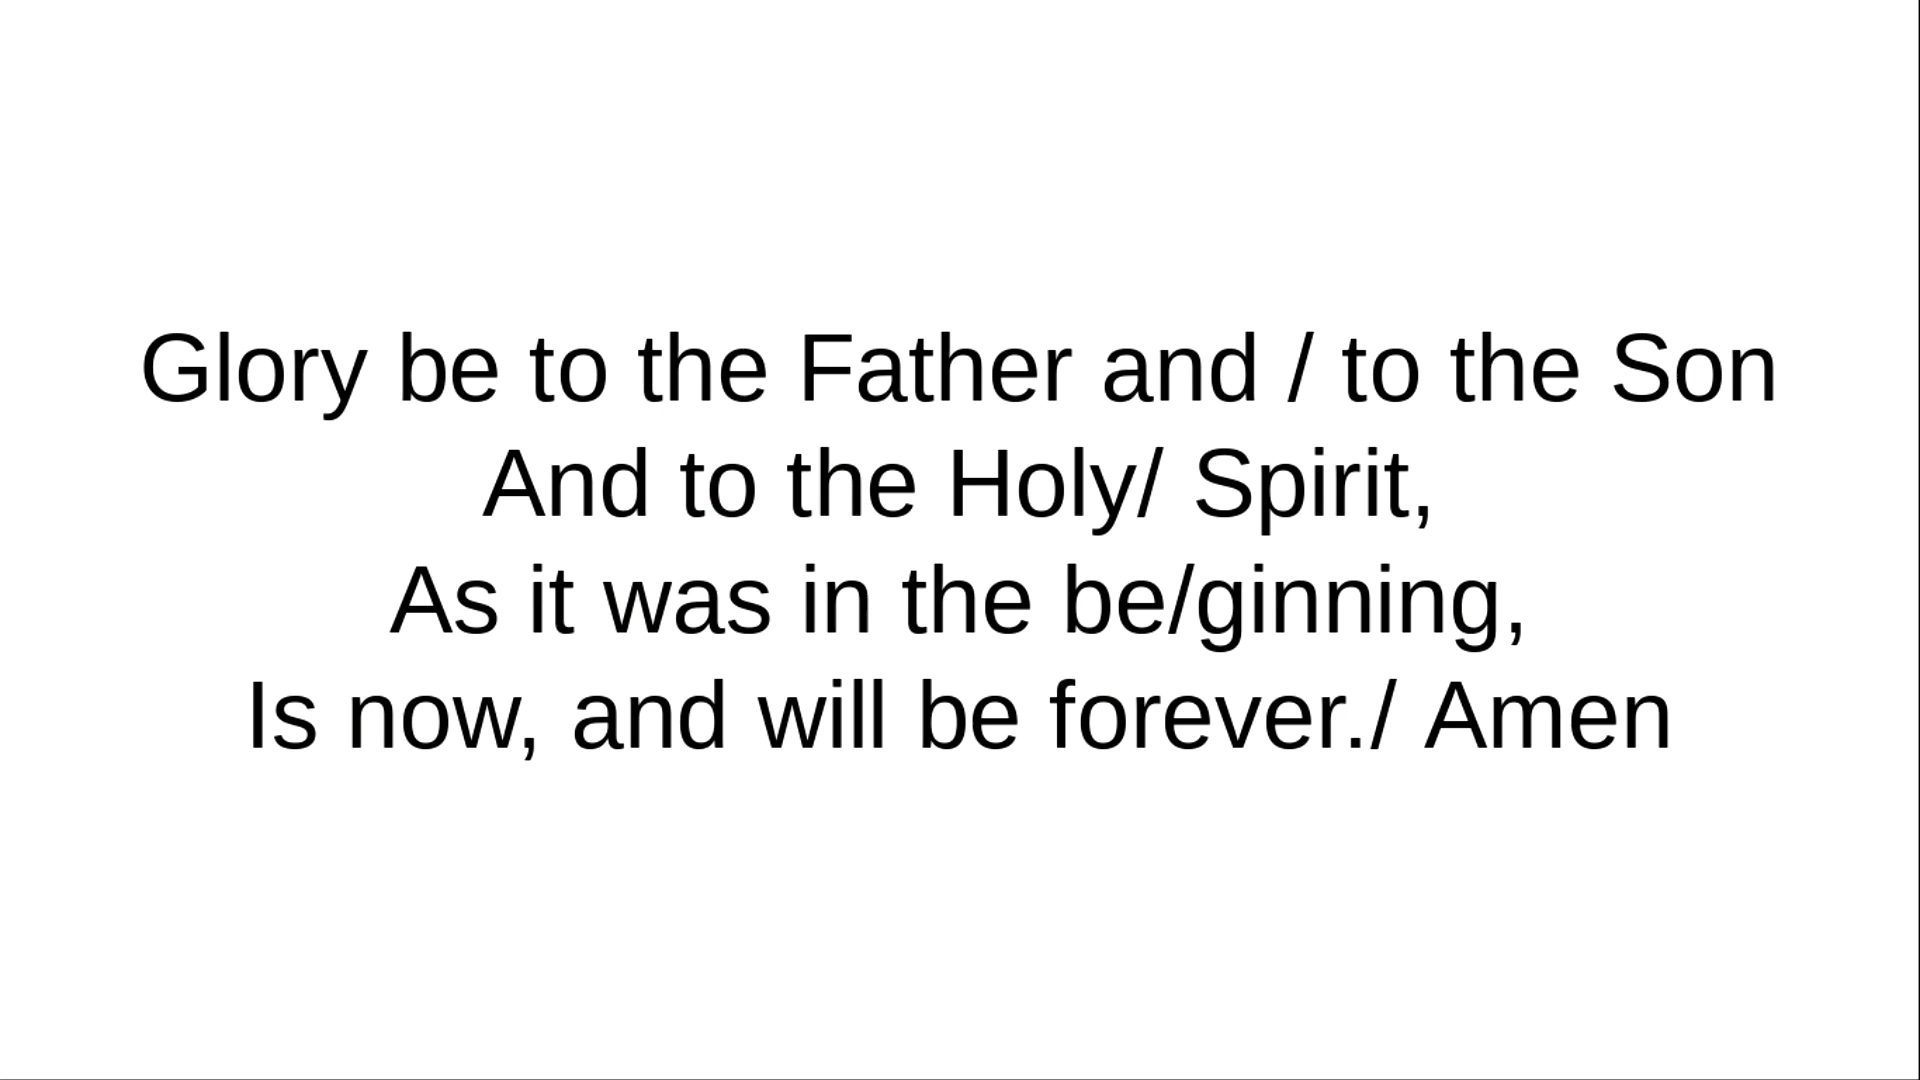 Glory be to the Father and / to the Son
And to the Holy/ Spirit,
As it was in the be/ginning,
Is now, and will be forever./ Amen